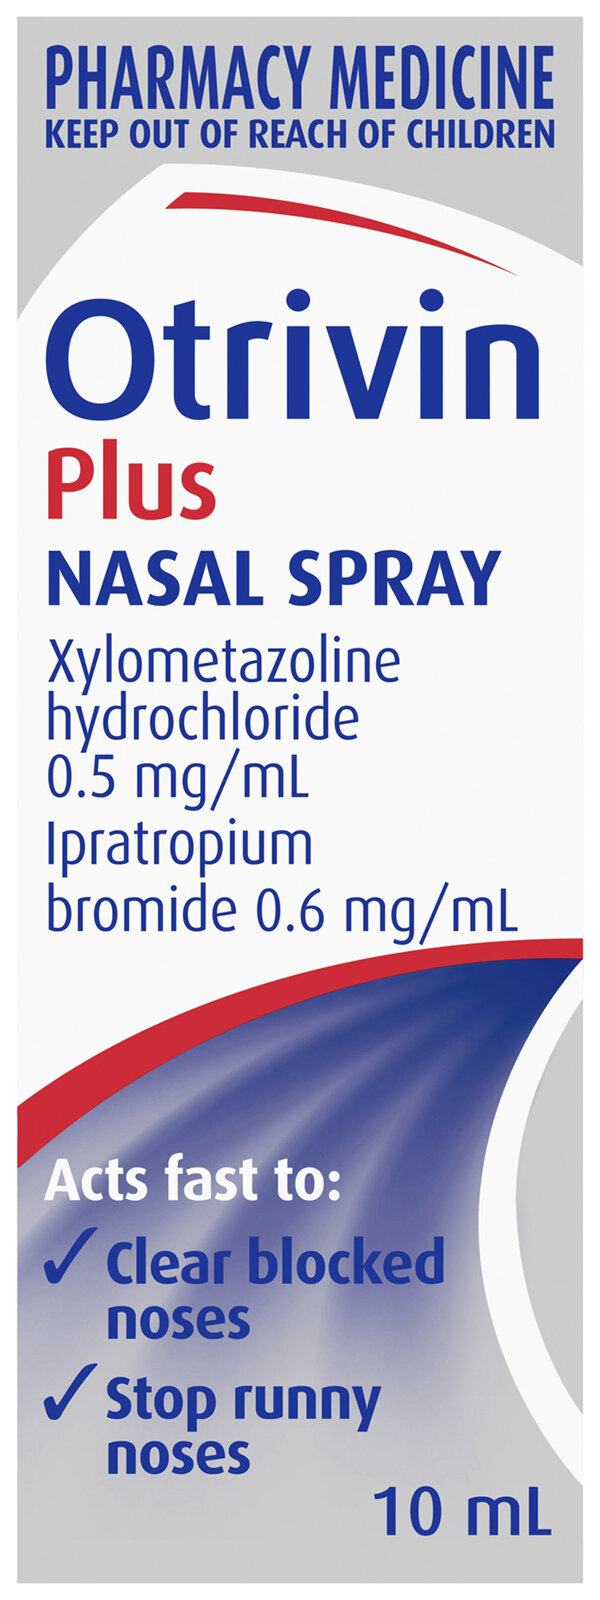 PHARMACY MEDICINE
KEEP OUT OF REACH OF CHILDREN
Otrivin
Plus
NASAL SPRAY
Xylometazoline
hydrochloride
0.5 mg/mL
Ipratropium
bromide 0.6 mg/mL
Acts fast to:
✓ Clear blocked
noses
✓ Stop runny
noses
10 mL